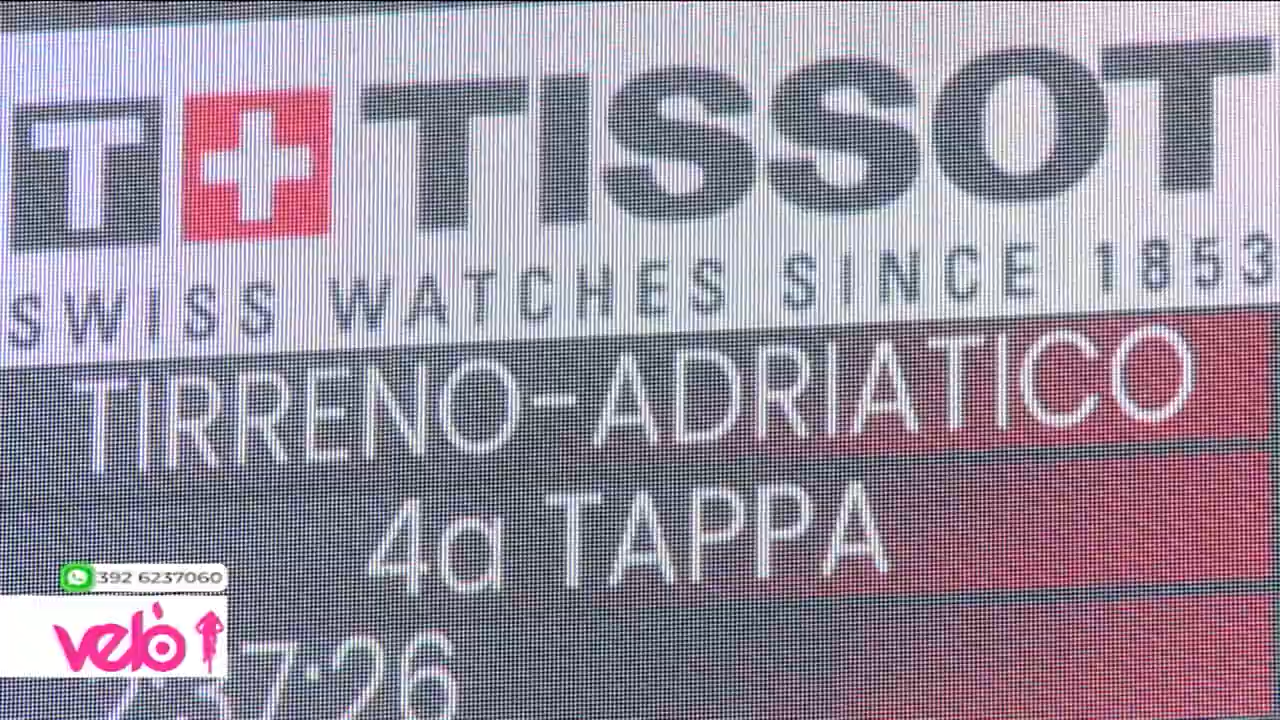 T TISSOT
SWISS WATCHES SINCE 1853
TIRRENO-ADRIATICO
4a TAPPA
392 6237060
velò